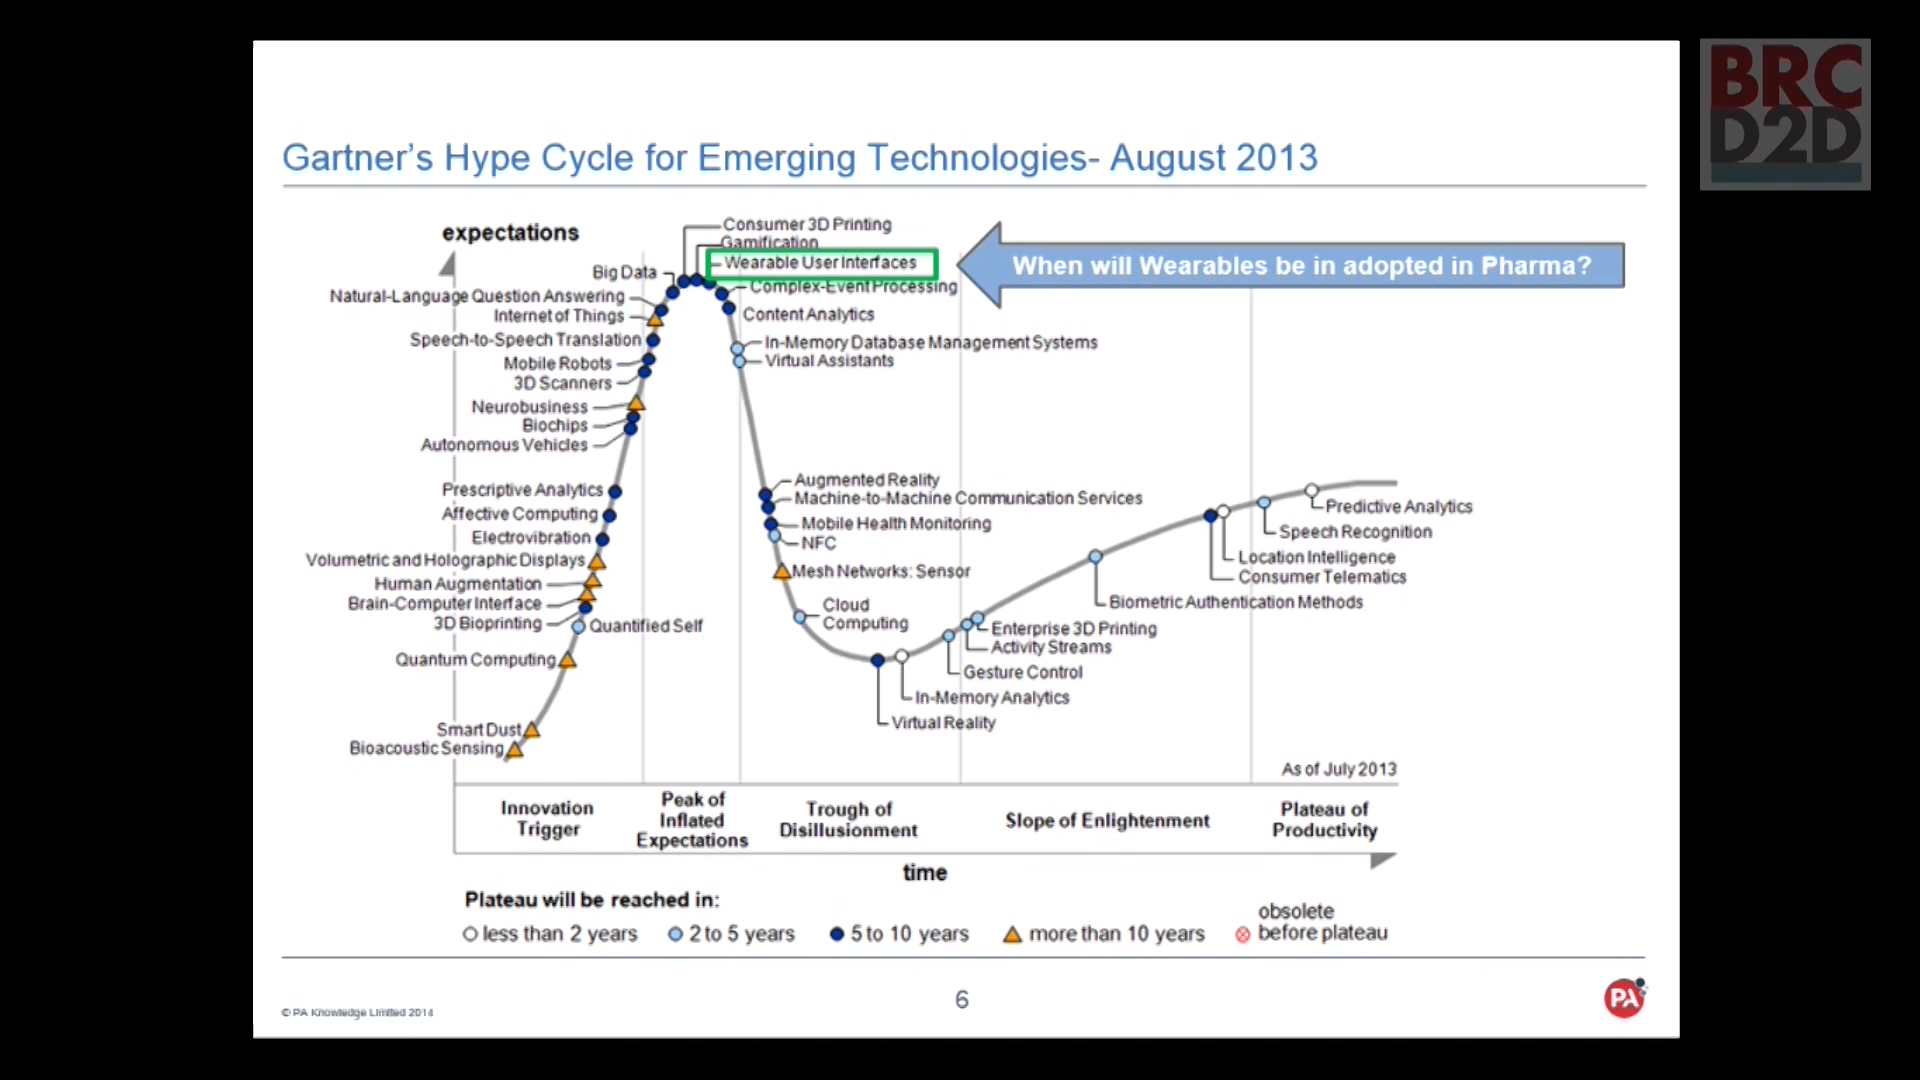 BRC
D2D
Gartner's Hype Cycle for Emerging Technologies- August 2013
expectations
Consumer 3D Printing
Gamification
Wearable User Interfaces
When will Wearables be in adopted in Pharma?
Big Data
Complex-Event Processing
Natural-Language Question Answering
Internet of Things
Content Analytics
Speech-to-Speech Translation
In-Memory Database Management Systems
Mobile Robots
Virtual Assistants
3D Scanners
Neurobusiness
Biochips
Autonomous Vehicles
Prescriptive Analytics
Augmented Reality
Machine-to-Machine Communication Services
Predictive Analytics
Affective Computing
Mobile Health Monitoring
Speech Recognition
Electrovibration
NFC
Volumetric and Holographic Displays
Location Intelligence
Mesh Networks: Sensor
Consumer Telematics
Human Augmentation
Brain-Computer Interface
Cloud
Computing
Biometric Authentication Methods
3D Bioprinting
Quantified Self
Enterprise 3D Printing
Activity Streams
Quantum Computing
Gesture Control
In-Memory Analytics
Virtual Reality
Smart Dust
Bioacoustic Sensing
As of July 2013
Innovation
Trigger
Peak of
Inflated
Expectations
Trough of
Disillusionment
Slope of Enlightenment
Plateau of
Productivity
time
Plateau will be reached in:
less than 2 years
2 to 5 years
5 to 10 years
more than 10 years
obsolete
before plateau
© PA Knowledge Limited 2014
6
PA